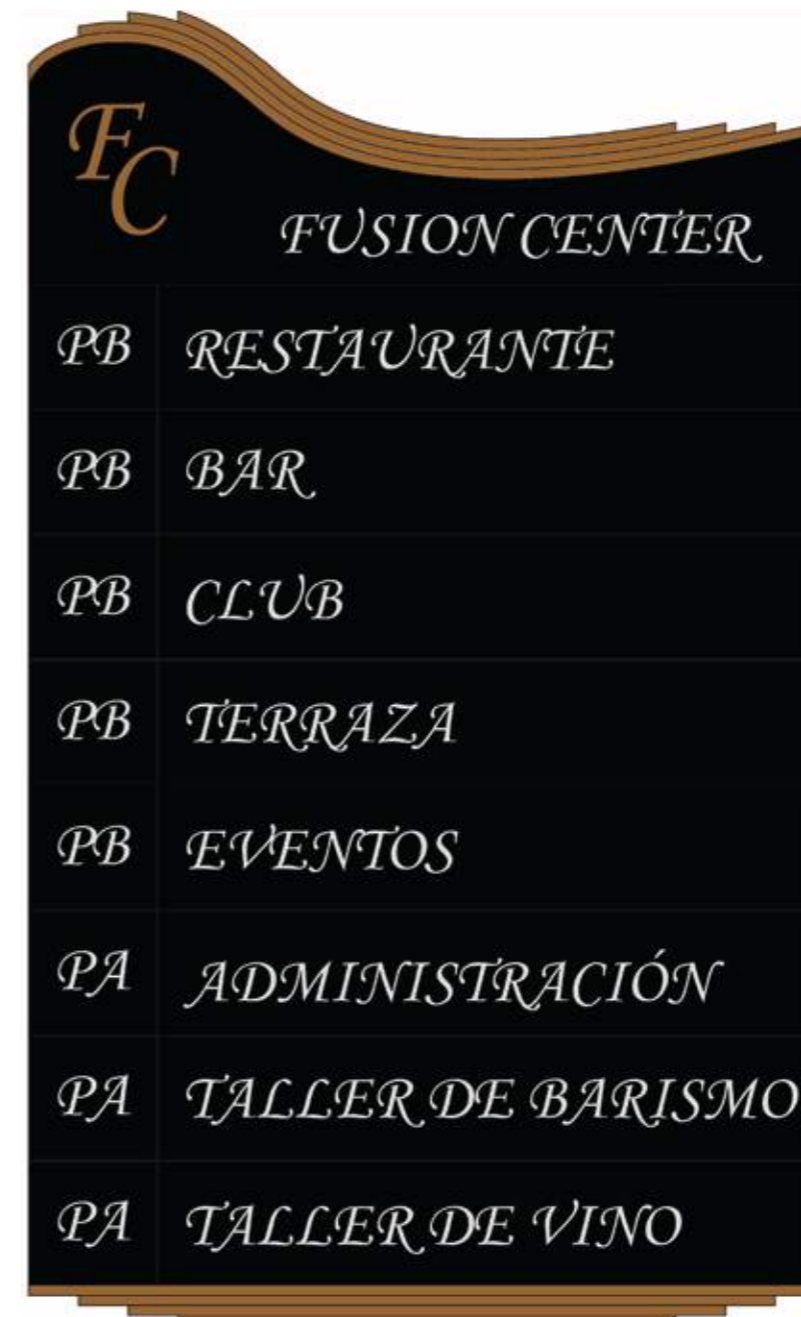 FC
FUSION CENTER
PB RESTAURANTE
PB BAR
PB CLUB
PB TERRAZA
PB EVENTOS
PA ADMINISTRACIÓN
PA TALLER DE BARISMO
PA TALLER DE VINO